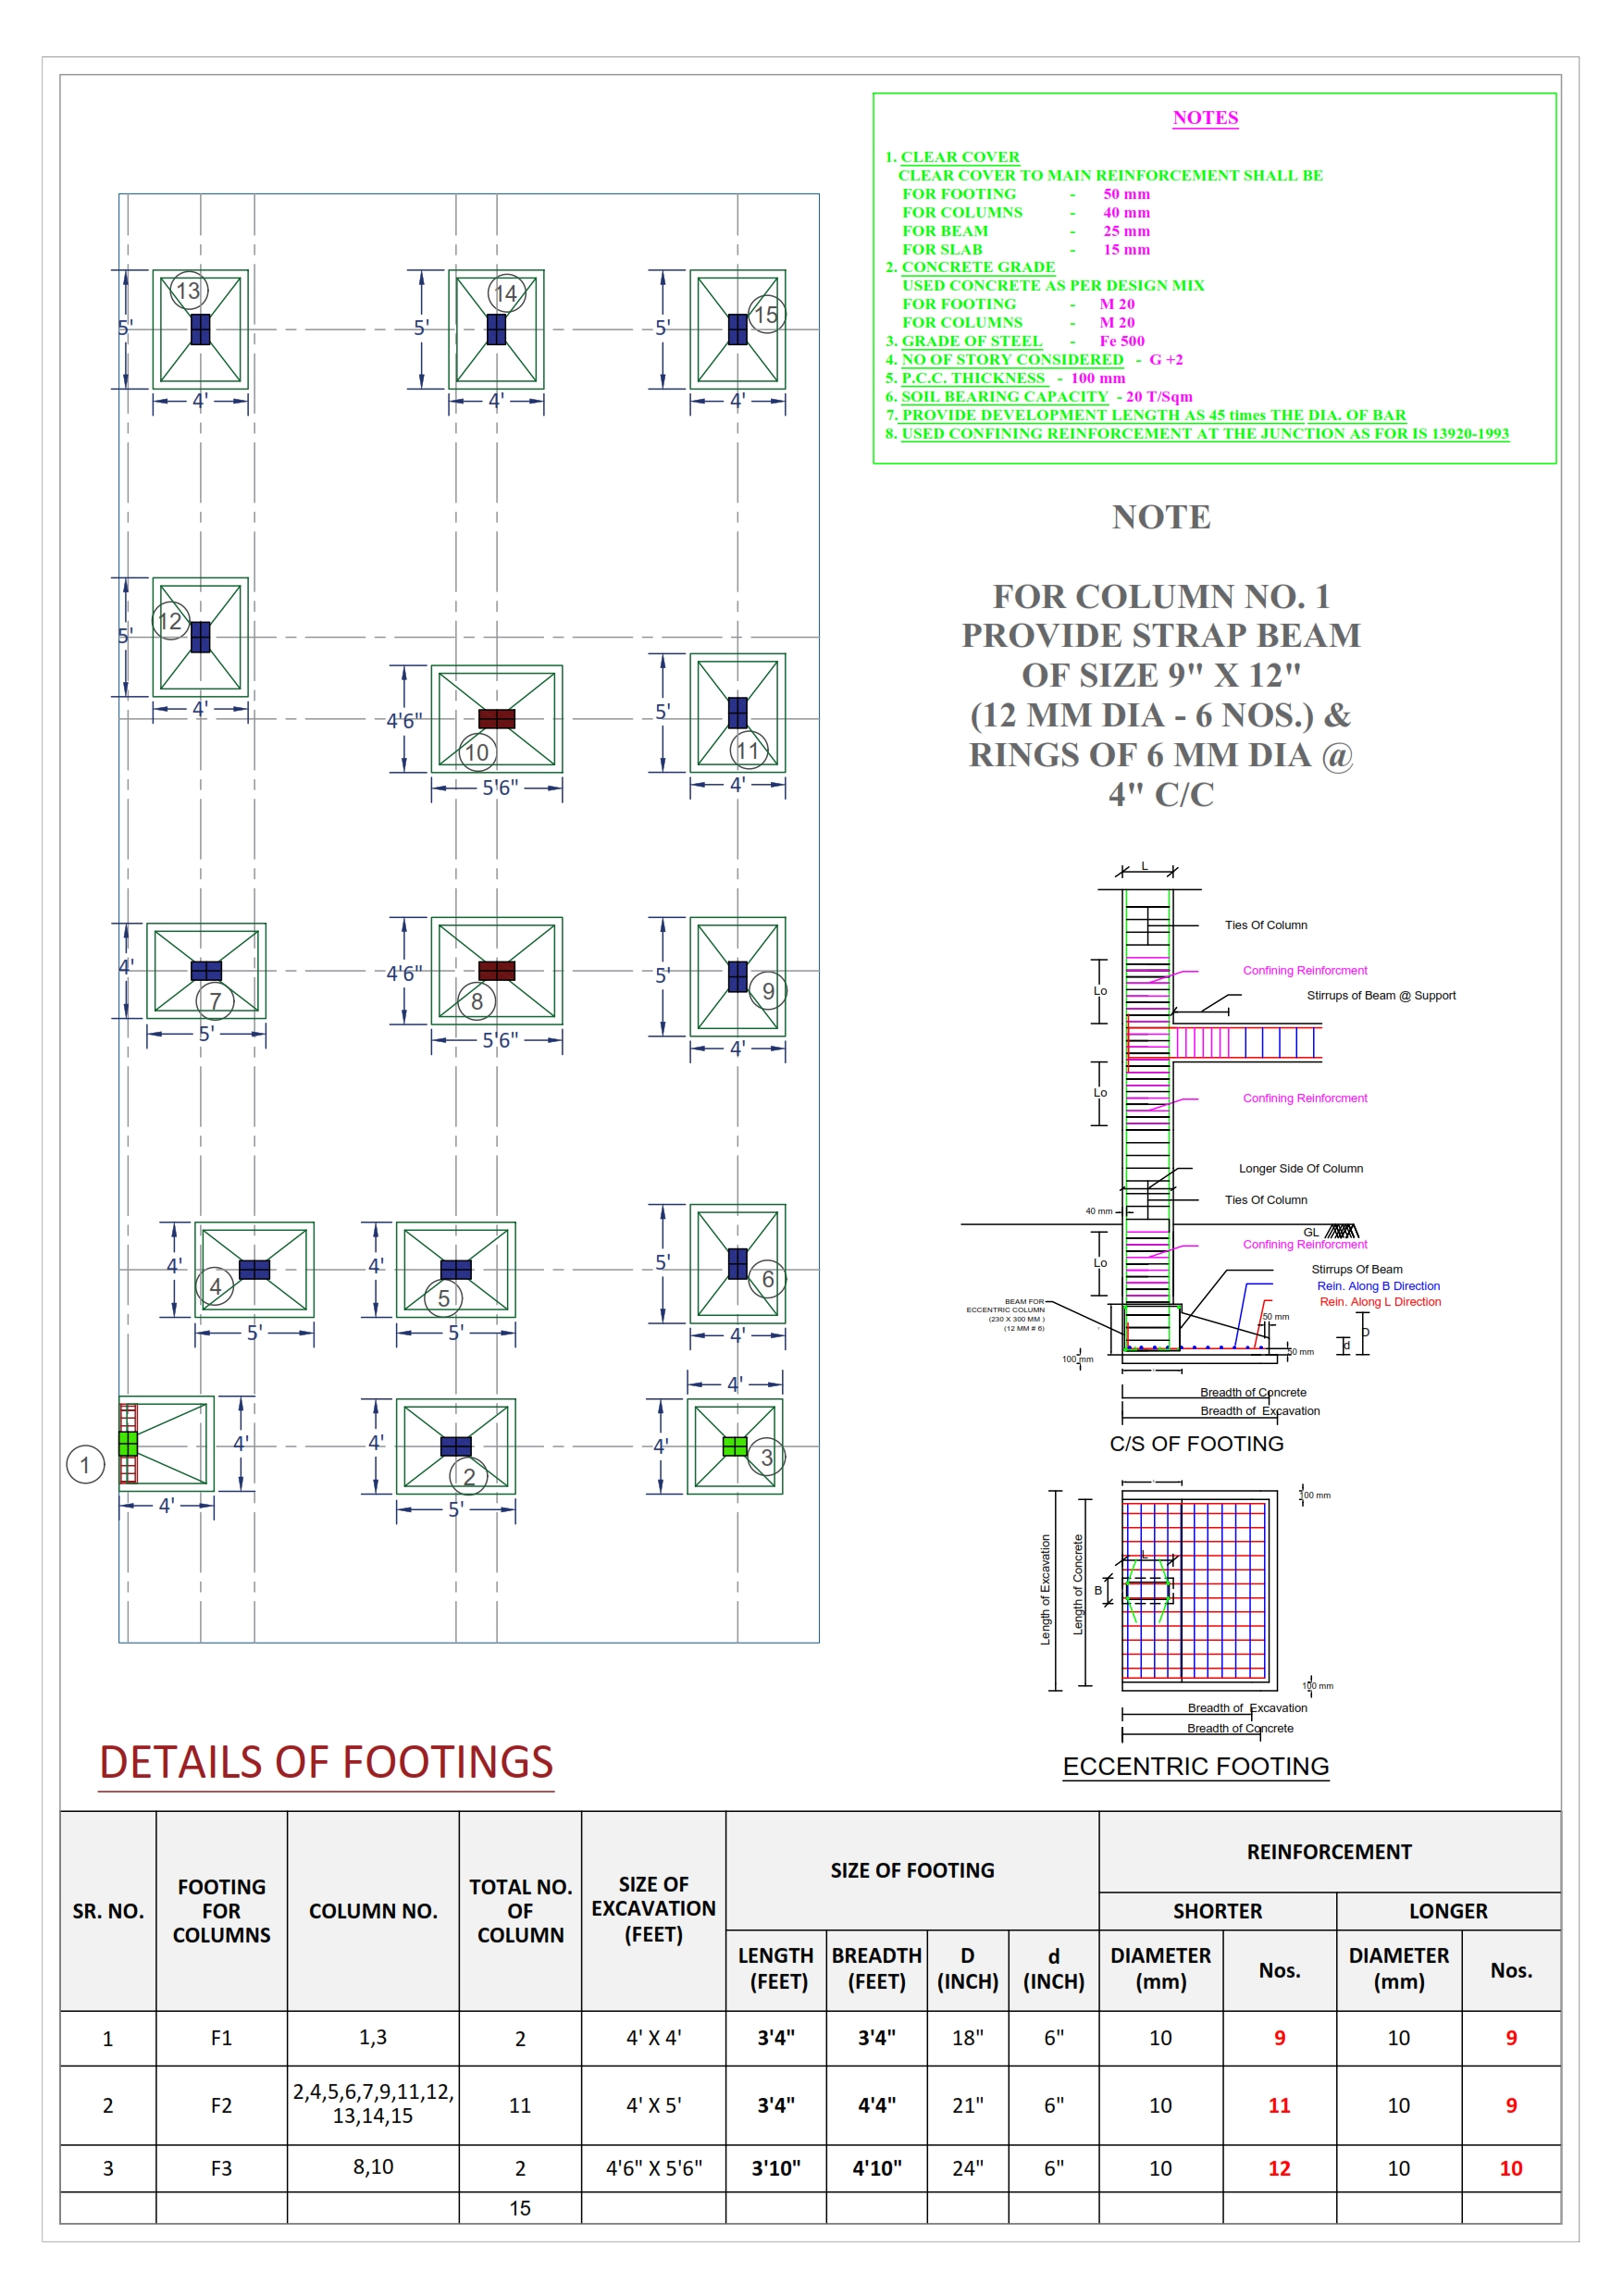 NOTES
1. CLEAR COVER
CLEAR COVER TO MAIN REINFORCEMENT SHALL BE
FOR FOOTING - 50 mm
FOR COLUMNS - 40 mm
FOR BEAM - 25 mm
FOR SLAB - 15 mm
2. CONCRETE GRADE
USED CONCRETE AS PER DESIGN MIX
FOR FOOTING - M 20
FOR COLUMNS - M 20
3. GRADE OF STEEL - Fe 500
4. NO OF STORY CONSIDERED - G +2
5. P.C.C. THICKNESS - 100 mm
6. SOIL BEARING CAPACITY - 20 T/Sqm
7. PROVIDE DEVELOPMENT LENGTH AS 45 times THE DIA. OF BAR
8. USED CONFINING REINFORCEMENT AT THE JUNCTION AS FOR IS 13920-1993
13 14 15
5' 5' 5'
4' 4' 4'
12
5'
4'
4'6" 5'
10 11
5'6" 4'
4' 4'6" 5'
7 8 9
5' 5'6" 4'
4' 4' 5'
4 5 6
5' 5' 4'
4'
4' 4' 4'
1 2 3
4' 5'
NOTE
FOR COLUMN NO. 1
PROVIDE STRAP BEAM
OF SIZE 9" X 12"
(12 MM DIA - 6 NOS.) &
RINGS OF 6 MM DIA @
4" C/C
L
Ties Of Column
Confining Reinforcment
Lo
Stirrups of Beam @ Support
Lo
Confining Reinforcment
Longer Side Of Column
Ties Of Column
40 mm
GL
Confining Reinforcment
Lo
Stirrups Of Beam
Rein. Along B Direction
Rein. Along L Direction
BEAM FOR
ECCENTRIC COLUMN
(230 X 300 MM )
(12 MM # 6)
50 mm
D
d
50 mm
100 mm
Breadth of Concrete
Breadth of Excavation
C/S OF FOOTING
100 mm
Length of Excavation
Length of Concrete
L
B
100 mm
Breadth of Excavation
Breadth of Concrete
ECCENTRIC FOOTING
DETAILS OF FOOTINGS
SR. NO. FOOTING FOR COLUMNS COLUMN NO. TOTAL NO. OF COLUMN SIZE OF EXCAVATION (FEET) SIZE OF FOOTING REINFORCEMENT
SHORTER LONGER
LENGTH (FEET) BREADTH (FEET) D (INCH) d (INCH) DIAMETER (mm) Nos. DIAMETER (mm) Nos.
1 F1 1,3 2 4' X 4' 3'4" 3'4" 18" 6" 10 9 10 9
2 F2 2,4,5,6,7,9,11,12, 13,14,15 11 4' X 5' 3'4" 4'4" 21" 6" 10 11 10 9
3 F3 8,10 2 4'6" X 5'6" 3'10" 4'10" 24" 6" 10 12 10 10
15